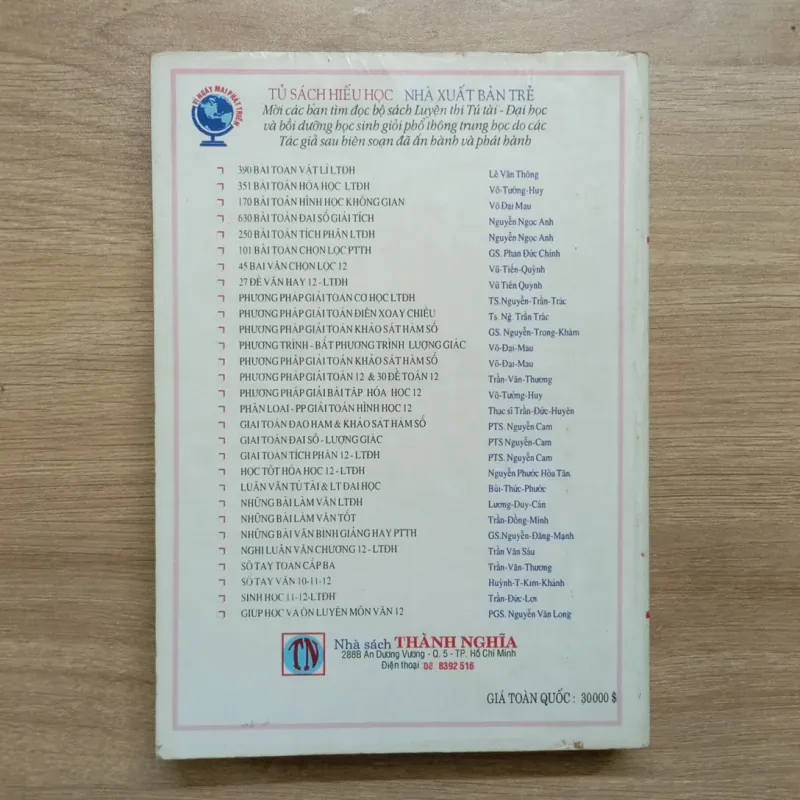 VÌ NGÀY MAI PHÁT TRIỂN
TỦ SÁCH HIẾU HỌC NHÀ XUẤT BẢN TRẺ
Mời các bạn tìm đọc bộ sách Luyện thi Tú tài - Đại học
và bồi dưỡng học sinh giỏi phổ thông trung học do các
Tác giả sau biên soạn đã ấn hành và phát hành
390 BÀI TOÁN VẬT LÍ LTĐH Lê Văn Thông
351 BÀI TOÁN HÓA HỌC LTĐH Võ-Tường-Huy
170 BÀI TOÁN HÌNH HỌC KHÔNG GIAN Võ Đại Mau
630 BÀI TOÁN ĐẠI SỐ GIẢI TÍCH Nguyễn Ngọc Anh
250 BÀI TOÁN TÍCH PHÂN LTĐH Nguyễn Ngọc Anh
101 BÀI TOÁN CHỌN LỌC PTTH GS. Phan Đức Chính
45 BÀI VĂN CHỌN LỌC 12 Vũ-Tiến-Quỳnh
27 ĐỀ VĂN HAY 12 - LTĐH Vũ Tiến Quỳnh
PHƯƠNG PHÁP GIẢI TOÁN CƠ HỌC LTĐH TS.Nguyễn-Trần-Trác
PHƯƠNG PHÁP GIẢI TOÁN ĐIỆN XOAY CHIỀU Ts. Ng. Trần Trác
PHƯƠNG PHÁP GIẢI TOÁN KHẢO SÁT HÀM SỐ GS. Nguyễn-Trọng-Khâm
PHƯƠNG TRÌNH - BẤT PHƯƠNG TRÌNH LƯỢNG GIÁC Võ-Đại-Mau
PHƯƠNG PHÁP GIẢI TOÁN KHẢO SÁT HÀM SỐ Võ-Đại-Mau
PHƯƠNG PHÁP GIẢI TOÁN 12 & 30 ĐỀ TOÁN 12 Trần-Văn-Thương
PHƯƠNG PHÁP GIẢI BÀI TẬP HÓA HỌC 12 Võ-Tường-Huy
PHÂN LOẠI - PP GIẢI TOÁN HÌNH HỌC 12 Thạc sĩ Trần-Đức-Huyên
GIẢI TOÁN ĐẠO HÀM & KHẢO SÁT HÀM SỐ PTS. Nguyễn Cam
GIẢI TOÁN ĐẠI SỐ - LƯỢNG GIÁC PTS Nguyễn-Cam
GIẢI TOÁN TÍCH PHÂN 12 - LTĐH PTS. Nguyễn Cam
HỌC TỐT HÓA HỌC 12 - LTĐH Nguyễn Phước Hòa Tân
LUẬN VĂN TÚ TÀI & LT ĐẠI HỌC Bùi-Thức-Phước
NHỮNG BÀI LÀM VĂN LTĐH Lương-Duy-Cán
NHỮNG BÀI LÀM VĂN TỐT Trần-Đồng-Minh
NHỮNG BÀI VĂN BÌNH GIẢNG HAY PTTH GS.Nguyễn-Đăng-Mạnh
NGHỊ LUẬN VĂN CHƯƠNG 12 - LTĐH Trần Văn Sáu
SỔ TAY TOÁN CẤP BA Trần-Văn-Thương
SỔ TAY VĂN 10-11-12 Huỳnh-T-Kim-Khánh
SINH HỌC 11-12-LTĐH Trần-Đức-Lợi
GIÚP HỌC VÀ ÔN LUYỆN MÔN VĂN 12 PGS. Nguyễn Văn Long
TN
Nhà sách THÀNH NGHĨA
288B An Dương Vương - Q. 5 - TP. Hồ Chí Minh
Điện thoại 08 8392516
GIÁ TOÀN QUỐC : 30000 $